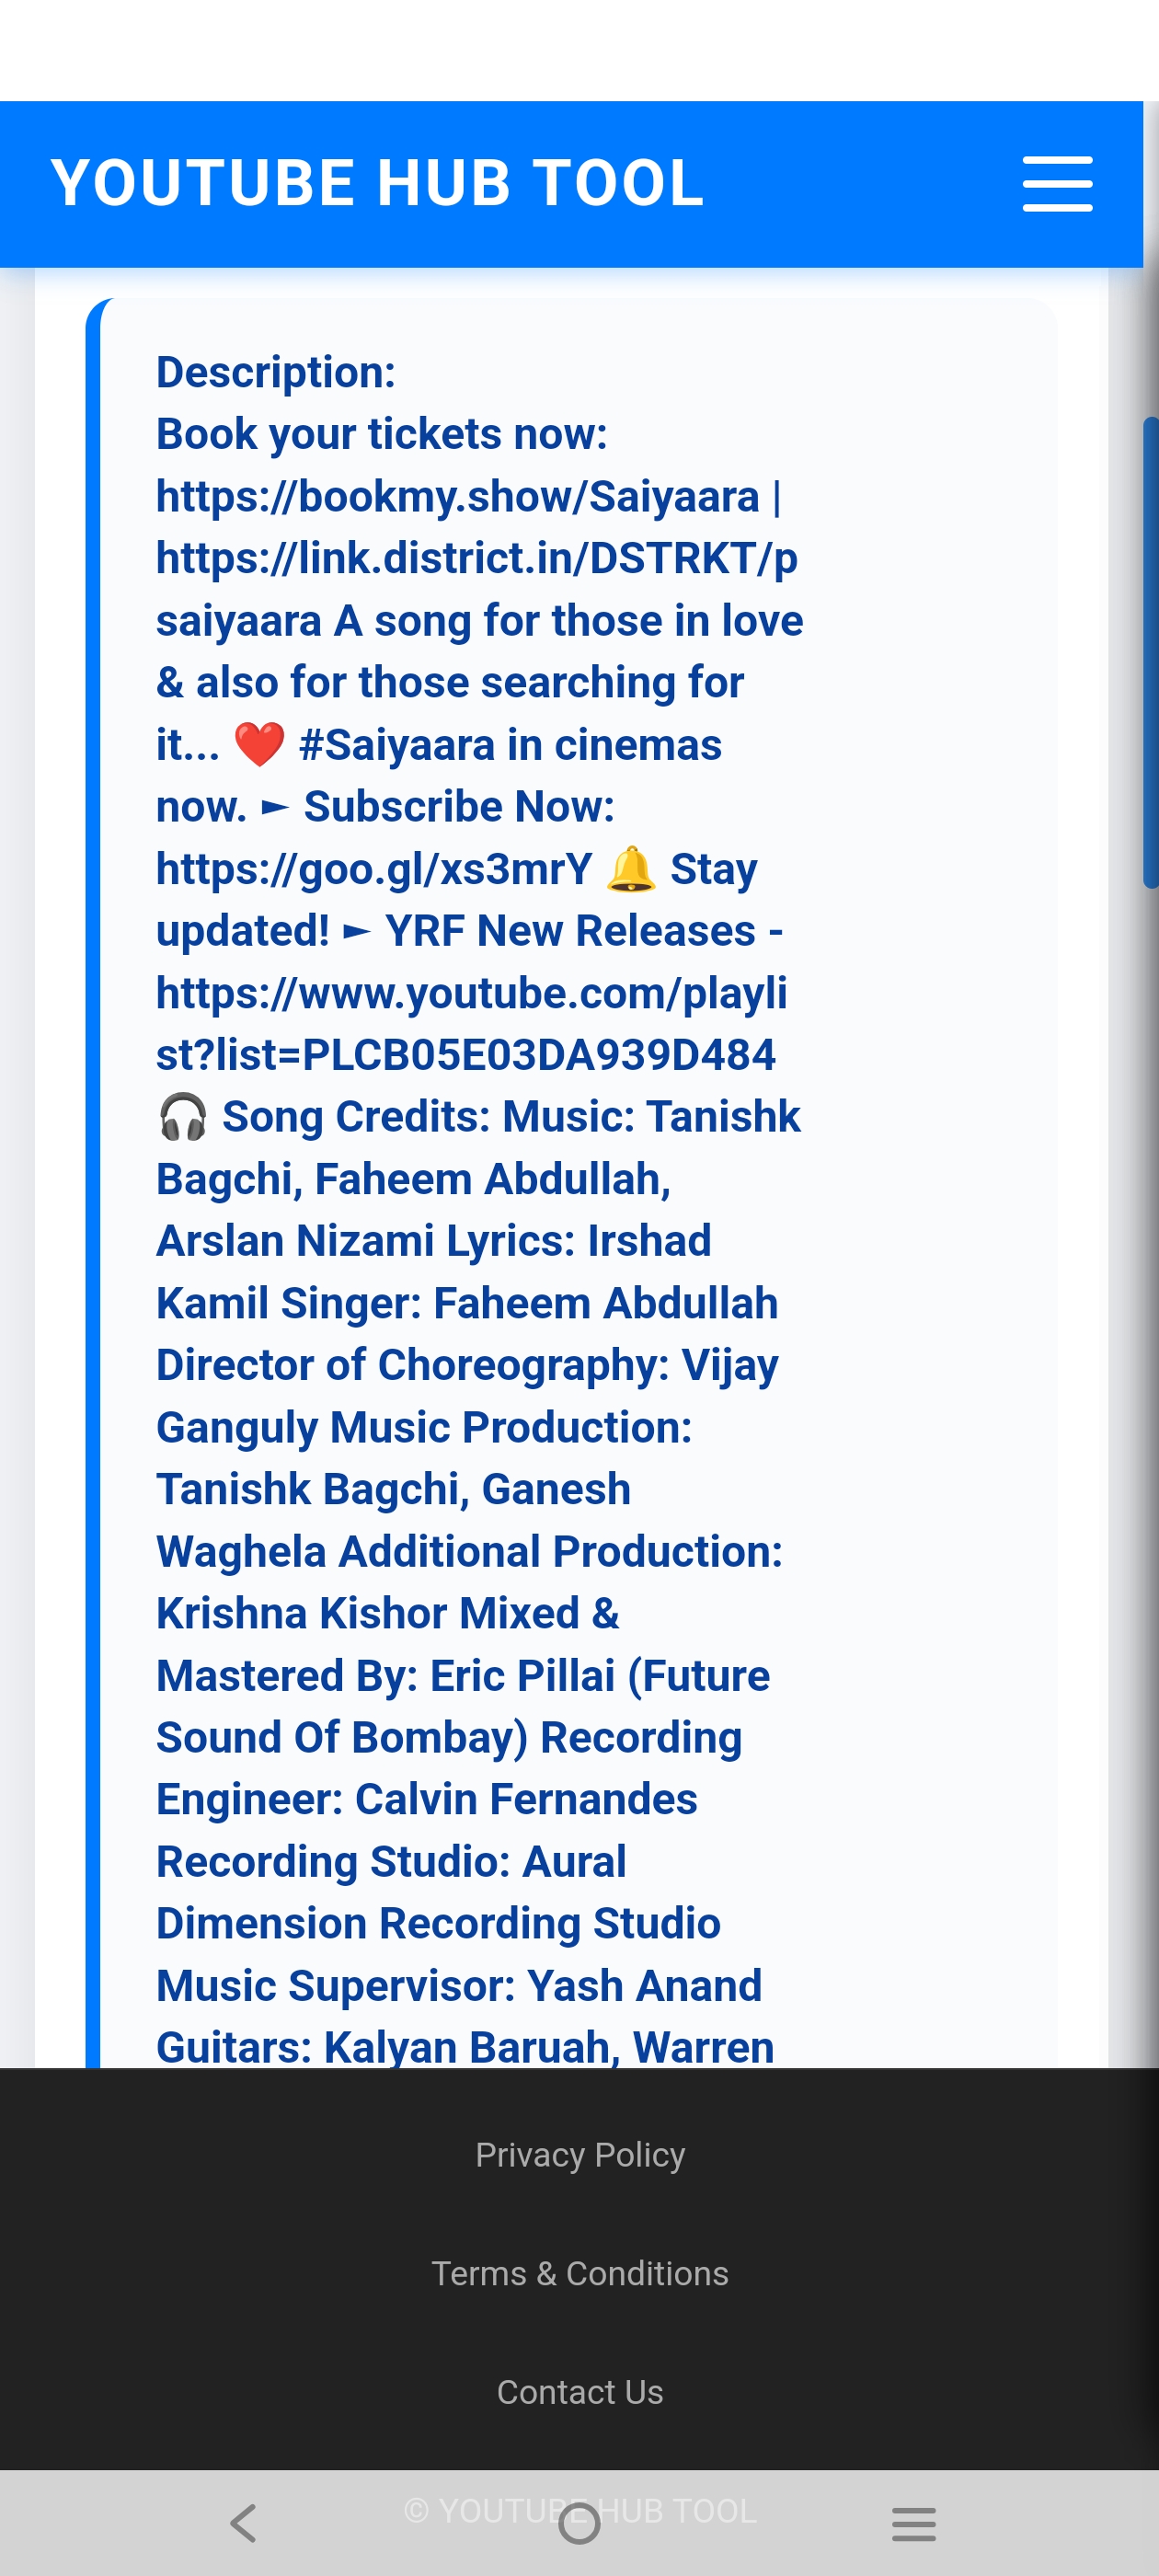 YOUTUBE HUB TOOL
Description:
Book your tickets now:
https://bookmy.show/Saiyaara |
https://link.district.in/DSTRKT/p
saiyaara A song for those in love
& also for those searching for
it... ❤️ #Saiyaara in cinemas
now. ► Subscribe Now:
https://goo.gl/xs3mrY 🔔 Stay
updated! ► YRF New Releases -
https://www.youtube.com/playli
st?list=PLCB05E03DA939D484
🎧 Song Credits: Music: Tanishk
Bagchi, Faheem Abdullah,
Arslan Nizami Lyrics: Irshad
Kamil Singer: Faheem Abdullah
Director of Choreography: Vijay
Ganguly Music Production:
Tanishk Bagchi, Ganesh
Waghela Additional Production:
Krishna Kishor Mixed &
Mastered By: Eric Pillai (Future
Sound Of Bombay) Recording
Engineer: Calvin Fernandes
Recording Studio: Aural
Dimension Recording Studio
Music Supervisor: Yash Anand
Guitars: Kalyan Baruah, Warren
Privacy Policy
Terms & Conditions
Contact Us
© YOUTUBE HUB TOOL